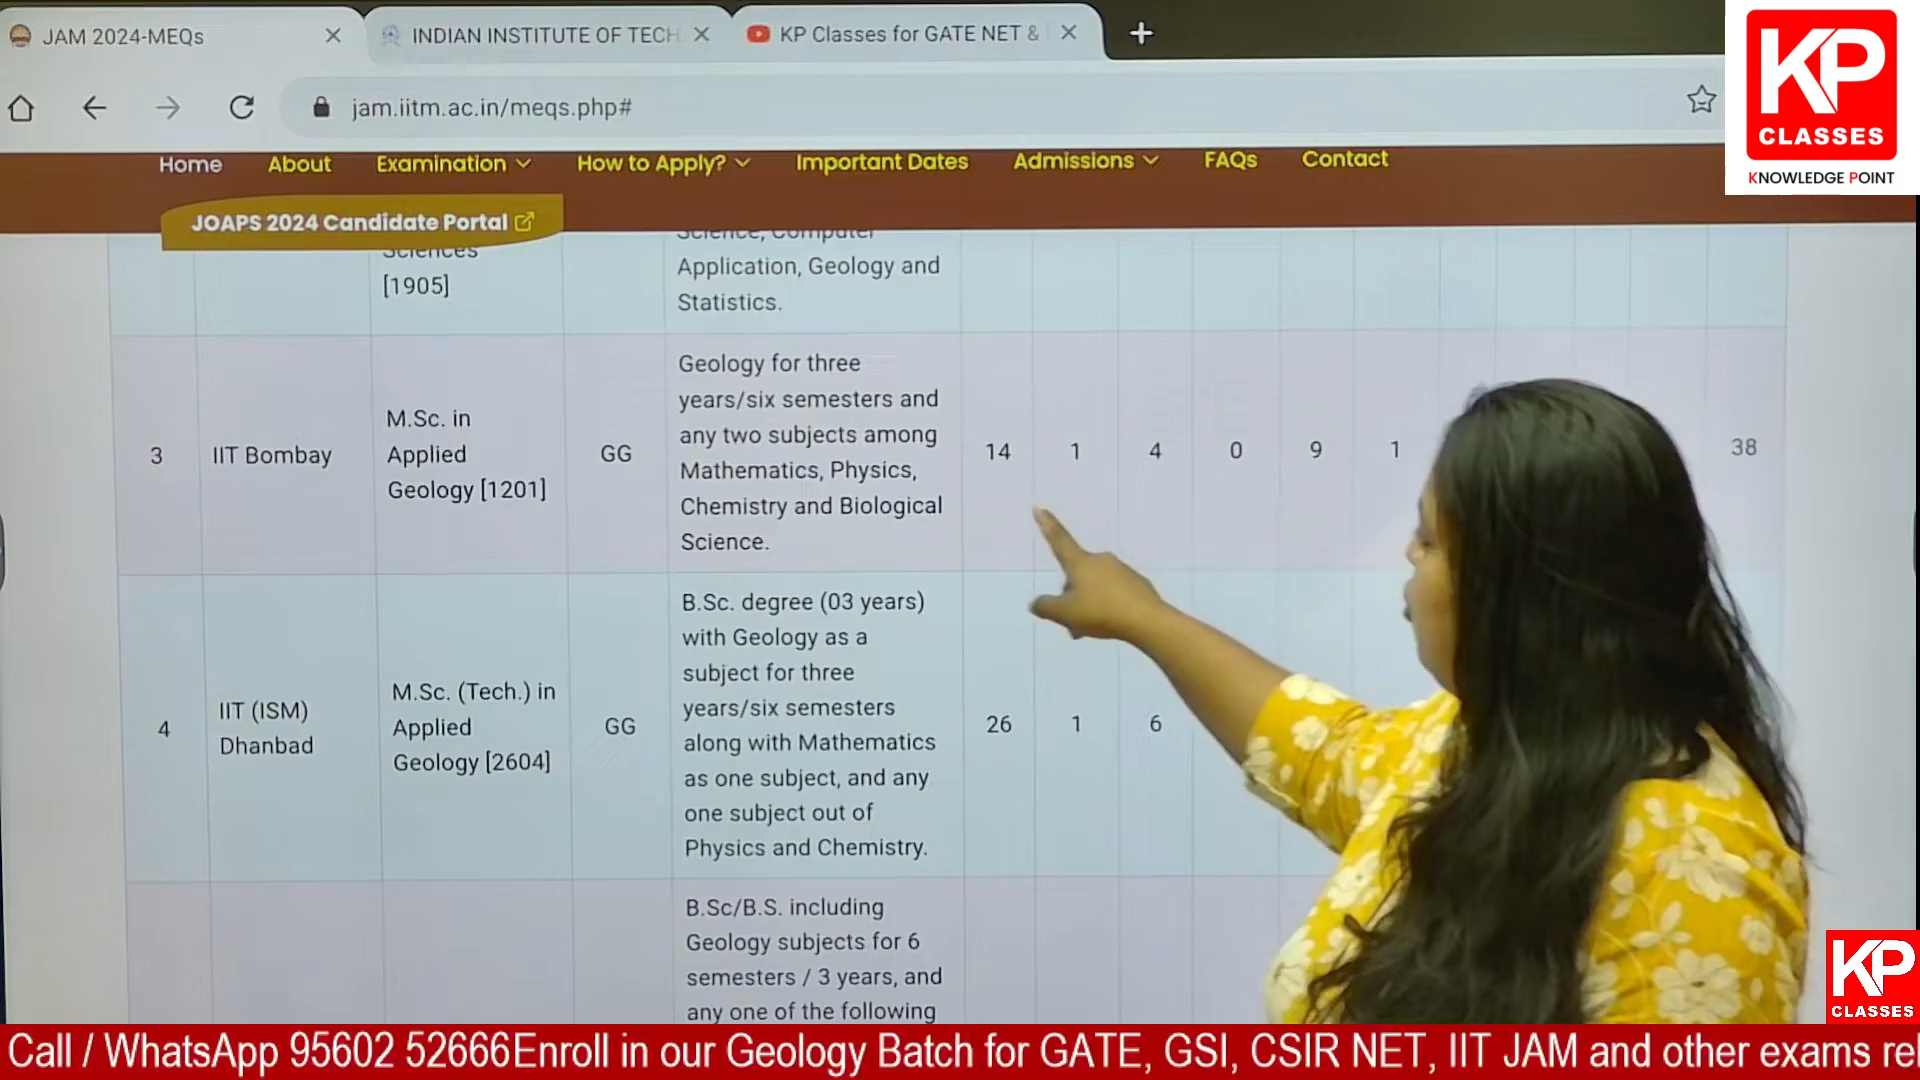 JAM 2024-MEQs
INDIAN INSTITUTE OF TECH
KP Classes for GATE NET &
jam.iitm.ac.in/meqs.php#
KP
CLASSES
KNOWLEDGE POINT
Home About Examination How to Apply? Important Dates Admissions FAQs Contact
JOAPS 2024 Candidate Portal
Sciences
[1905]
Science, Computer
Application, Geology and
Statistics.
3
IIT Bombay
M.Sc. in
Applied
Geology [1201]
GG
Geology for three
years/six semesters and
any two subjects among
Mathematics, Physics,
Chemistry and Biological
Science.
14 1 4 0 9 1 38
4
IIT (ISM)
Dhanbad
M.Sc. (Tech.) in
Applied
Geology [2604]
GG
B.Sc. degree (03 years)
with Geology as a
subject for three
years/six semesters
along with Mathematics
as one subject, and any
one subject out of
Physics and Chemistry.
26 1 6
B.Sc/B.S. including
Geology subjects for 6
semesters / 3 years, and
any one of the following
KP
CLASSES
Call / WhatsApp 95602 52666Enroll in our Geology Batch for GATE, GSI, CSIR NET, IIT JAM and other exams rel